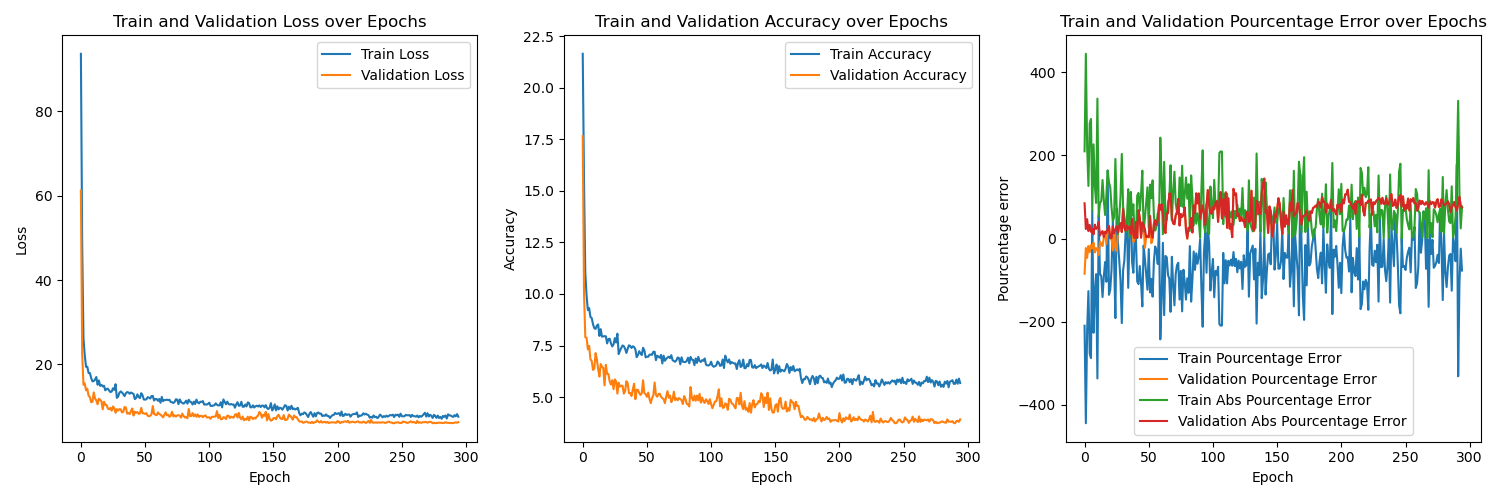 Train and Validation Loss over Epochs
Train Loss
Validation Loss
Loss
80
60
40
20
0
50
100
150
200
250
300
Epoch
Train and Validation Accuracy over Epochs
Train Accuracy
Validation Accuracy
Accuracy
22.5
20.0
17.5
15.0
12.5
10.0
7.5
5.0
0
50
100
150
200
250
300
Epoch
Train and Validation Pourcentage Error over Epochs
Pourcentage error
400
200
0
−200
−400
Train Pourcentage Error
Validation Pourcentage Error
Train Abs Pourcentage Error
Validation Abs Pourcentage Error
0
50
100
150
200
250
300
Epoch